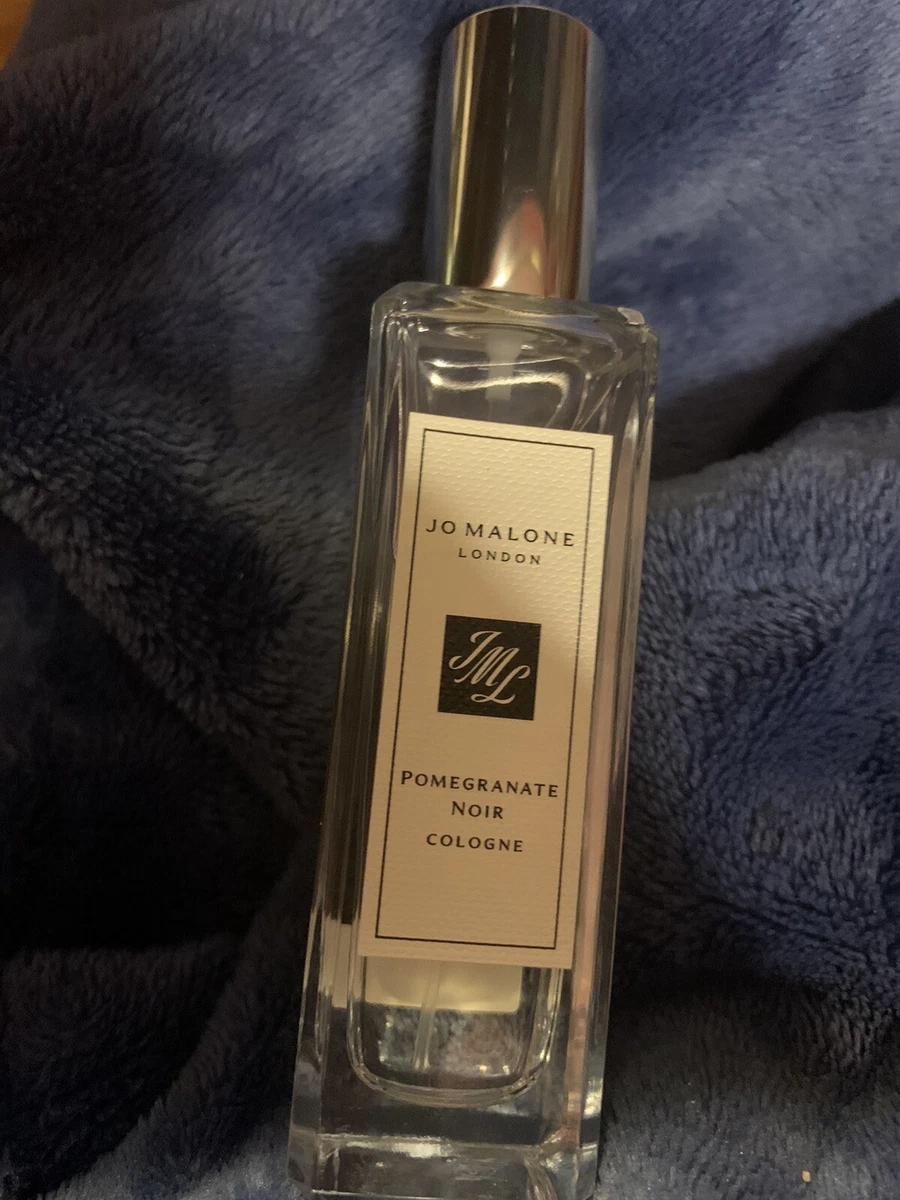 JO MALONE
LONDON
JML
POMEGRANATE
NOIR
COLOGNE